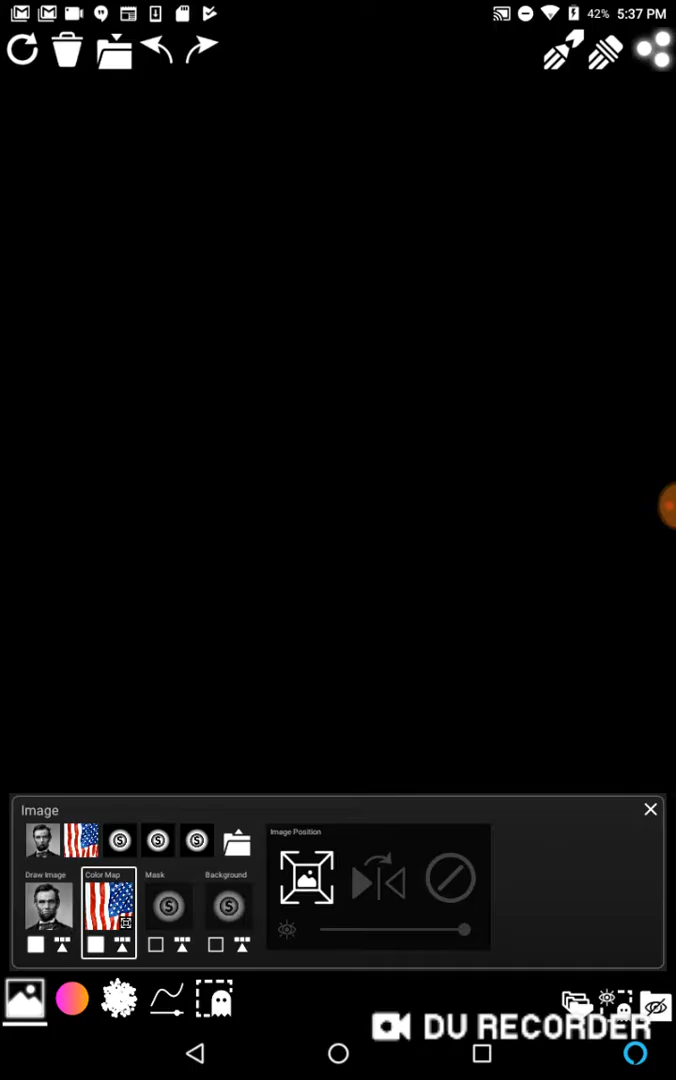 42% 5:37 PM
Image
Image Position
Draw Image Color Map Mask Background
S S S
S S
DU RECORDER